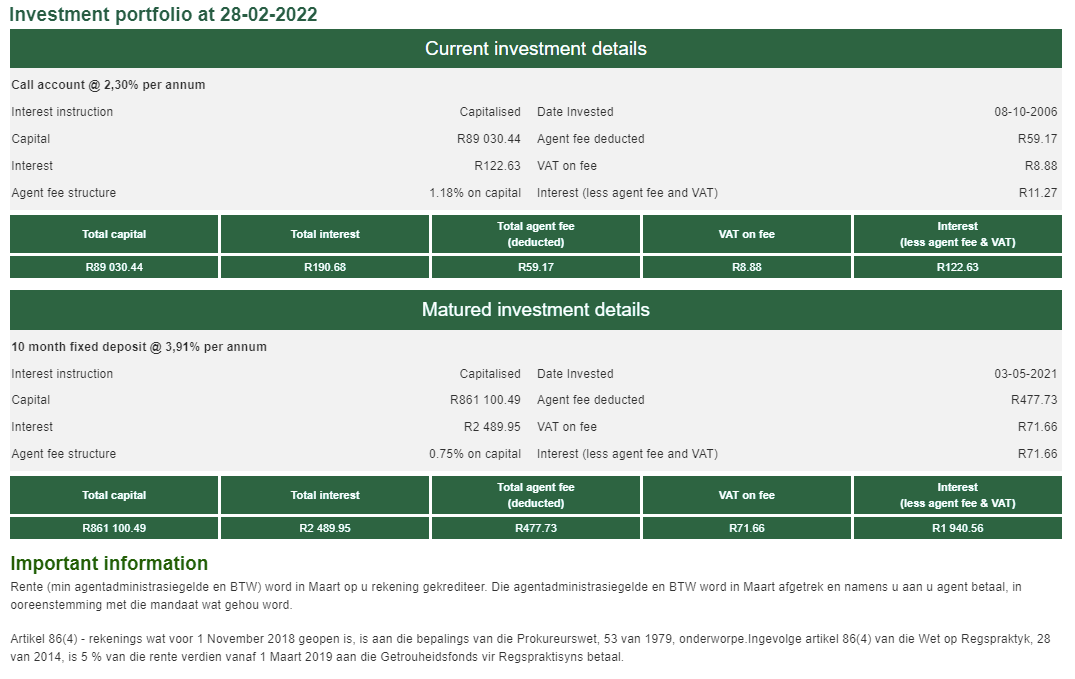 Investment portfolio at 28-02-2022
Current investment details
Call account @ 2,30% per annum
Interest instruction Capitalised Date Invested 08-10-2006
Capital R89 030.44 Agent fee deducted R59.17
Interest R122.63 VAT on fee R8.88
Agent fee structure 1.18% on capital Interest (less agent fee and VAT) R11.27
Total capital Total interest Total agent fee (deducted) VAT on fee Interest (less agent fee & VAT)
R89 030.44 R190.68 R59.17 R8.88 R122.63
Matured investment details
10 month fixed deposit @ 3,91% per annum
Interest instruction Capitalised Date Invested 03-05-2021
Capital R861 100.49 Agent fee deducted R477.73
Interest R2 489.95 VAT on fee R71.66
Agent fee structure 0.75% on capital Interest (less agent fee and VAT) R71.66
Total capital Total interest Total agent fee (deducted) VAT on fee Interest (less agent fee & VAT)
R861 100.49 R2 489.95 R477.73 R71.66 R1 940.56
Important information
Rente (min agentadministrasiegelde en BTW) word in Maart op u rekening gekrediteer. Die agentadministrasiegelde en BTW word in Maart afgetrek en namens u aan u agent betaal, in
ooreenstemming met die mandaat wat gehou word.
Artikel 86(4) - rekenings wat voor 1 November 2018 geopen is, is aan die bepalings van die Prokureurswet, 53 van 1979, onderworpe.Ingevolge artikel 86(4) van die Wet op Regspraktyk, 28
van 2014, is 5 % van die rente verdien vanaf 1 Maart 2019 aan die Getrouheidsfonds vir Regspraktisyns betaal.